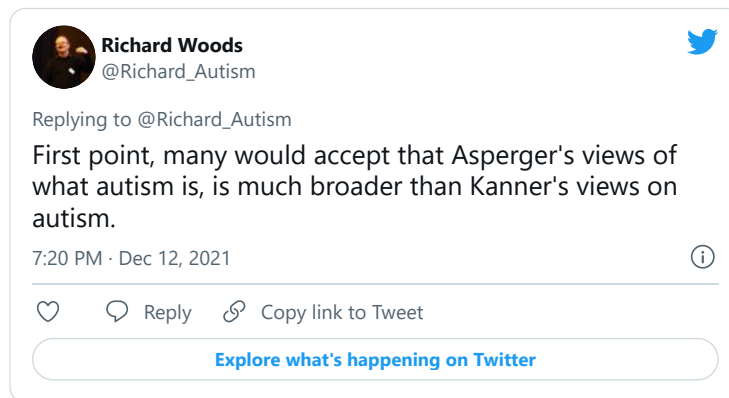 Richard Woods
@Richard_Autism
Replying to @Richard_Autism
First point, many would accept that Asperger's views of
what autism is, is much broader than Kanner's views on
autism.
7:20 PM · Dec 12, 2021
Reply
Copy link to Tweet
Explore what's happening on Twitter